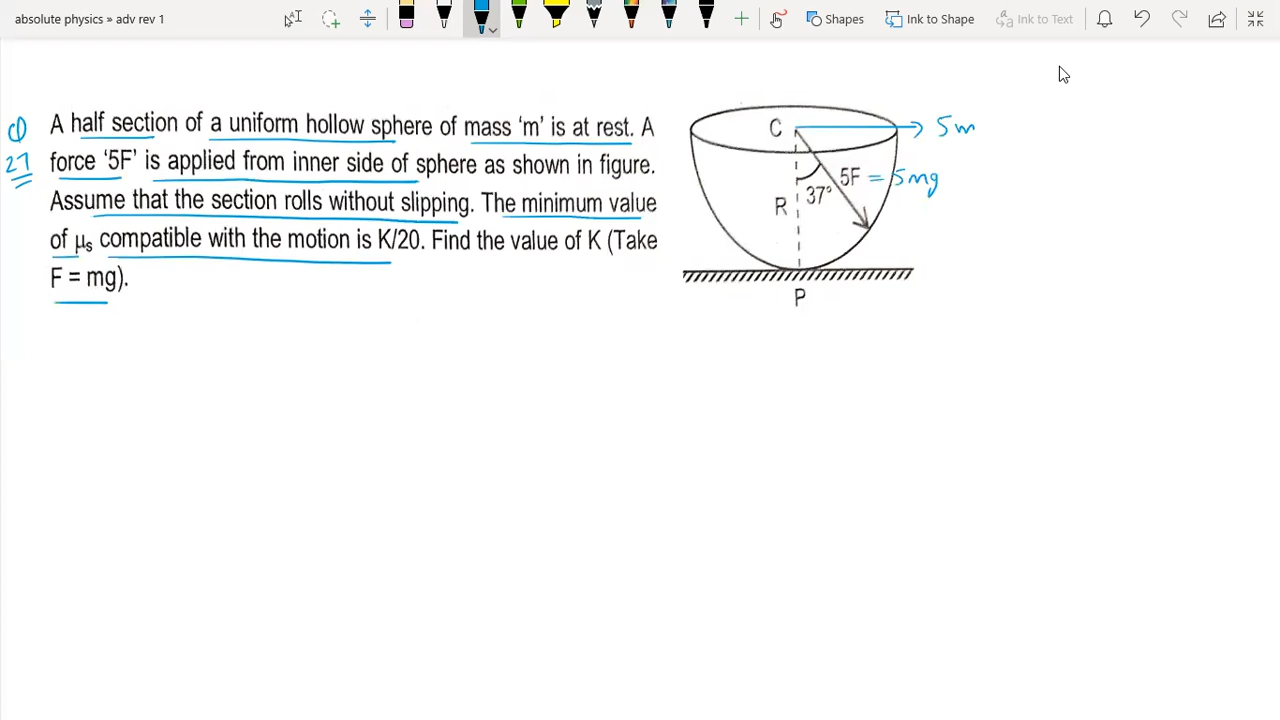 absolute physics » adv rev 1
Shapes
Ink to Shape
Ink to Text
Q A half section of a uniform hollow sphere of mass ‘m’ is at rest. A
27 force ‘5F’ is applied from inner side of sphere as shown in figure.
Assume that the section rolls without slipping. The minimum value
of μs compatible with the motion is K/20. Find the value of K (Take
F = mg).
C
5m
5F = 5mg
37°
R
P